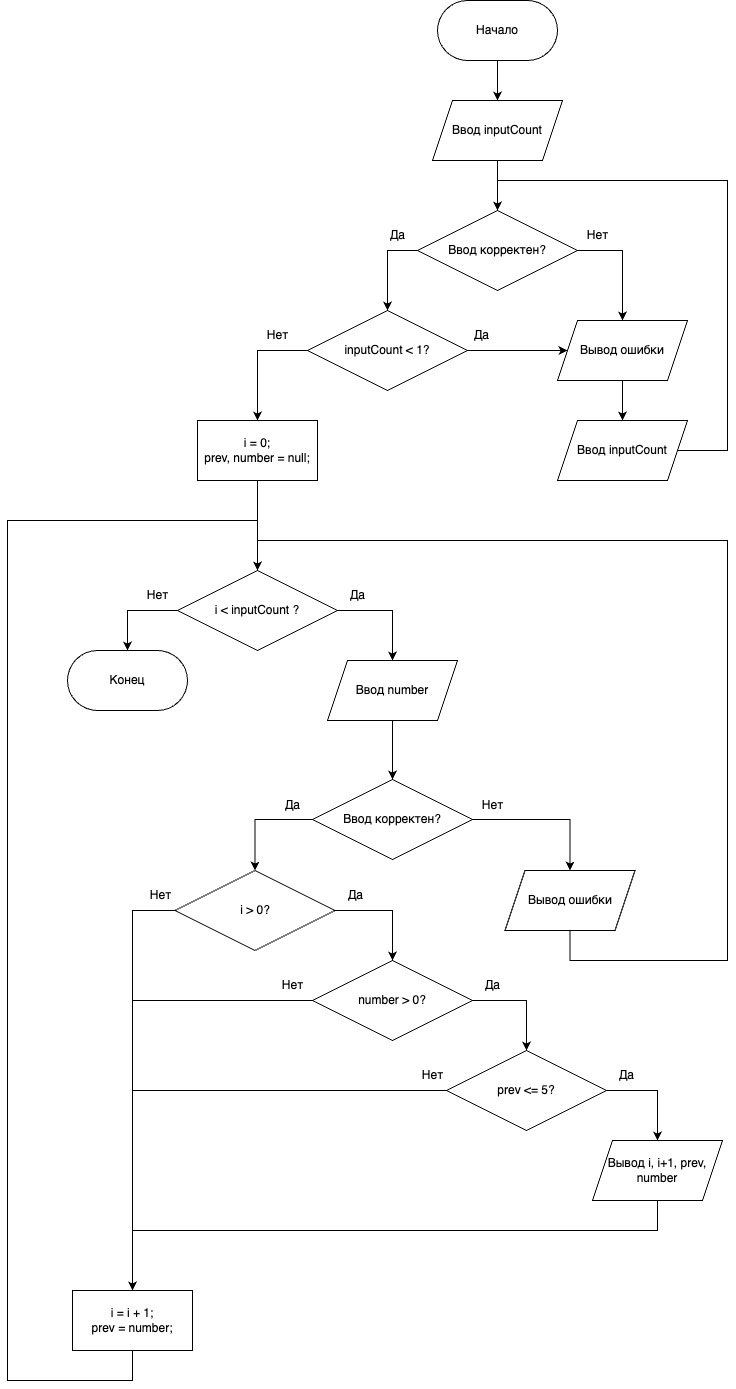 Начало
Ввод inputCount
Да
Ввод корректен?
Нет
Нет
inputCount < 1?
Да
Вывод ошибки
i = 0;
prev, number = null;
Ввод inputCount
Нет
i < inputCount ?
Да
Конец
Ввод number
Да
Ввод корректен?
Нет
Нет
i > 0?
Да
Вывод ошибки
Нет
number > 0?
Да
Нет
prev <= 5?
Да
Вывод i, i+1, prev,
number
i = i + 1;
prev = number;